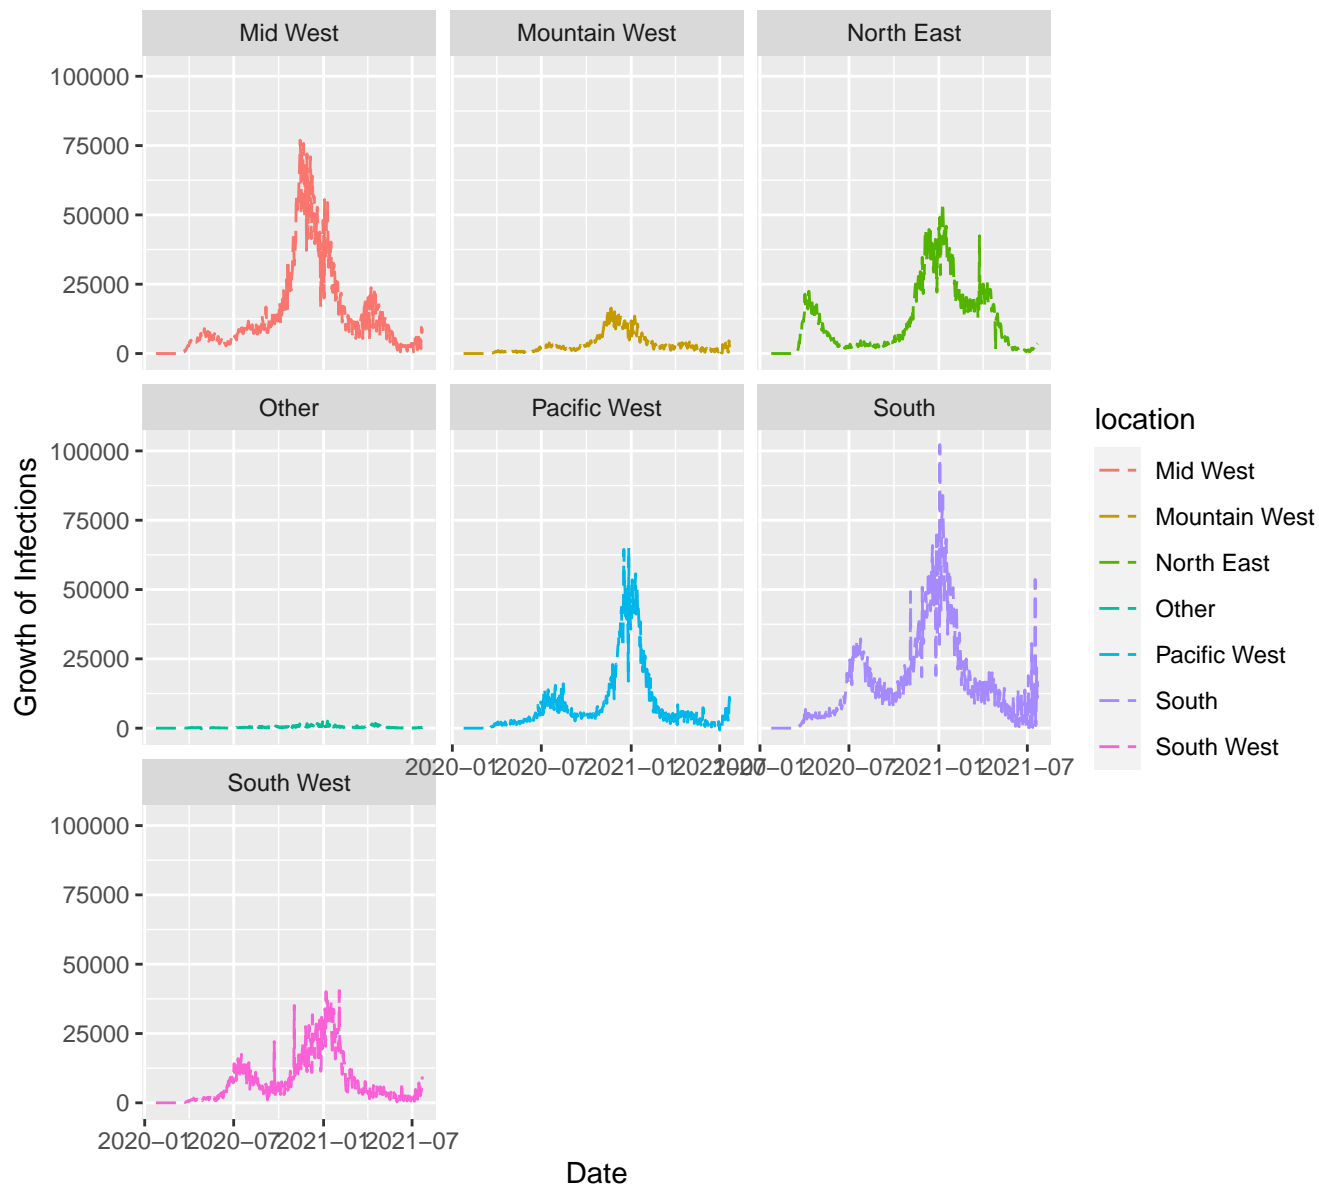 Mid West
Mountain West
North East
100000
75000
50000
25000
0
Other
Pacific West
South
100000
75000
50000
25000
0
2020−01
2020−07
2021−01
2021−07
2020−01
2020−07
2021−01
2021−07
South West
100000
75000
50000
25000
0
2020−01
2020−07
2021−01
2021−07
Growth of Infections
Date
location
Mid West
Mountain West
North East
Other
Pacific West
South
South West